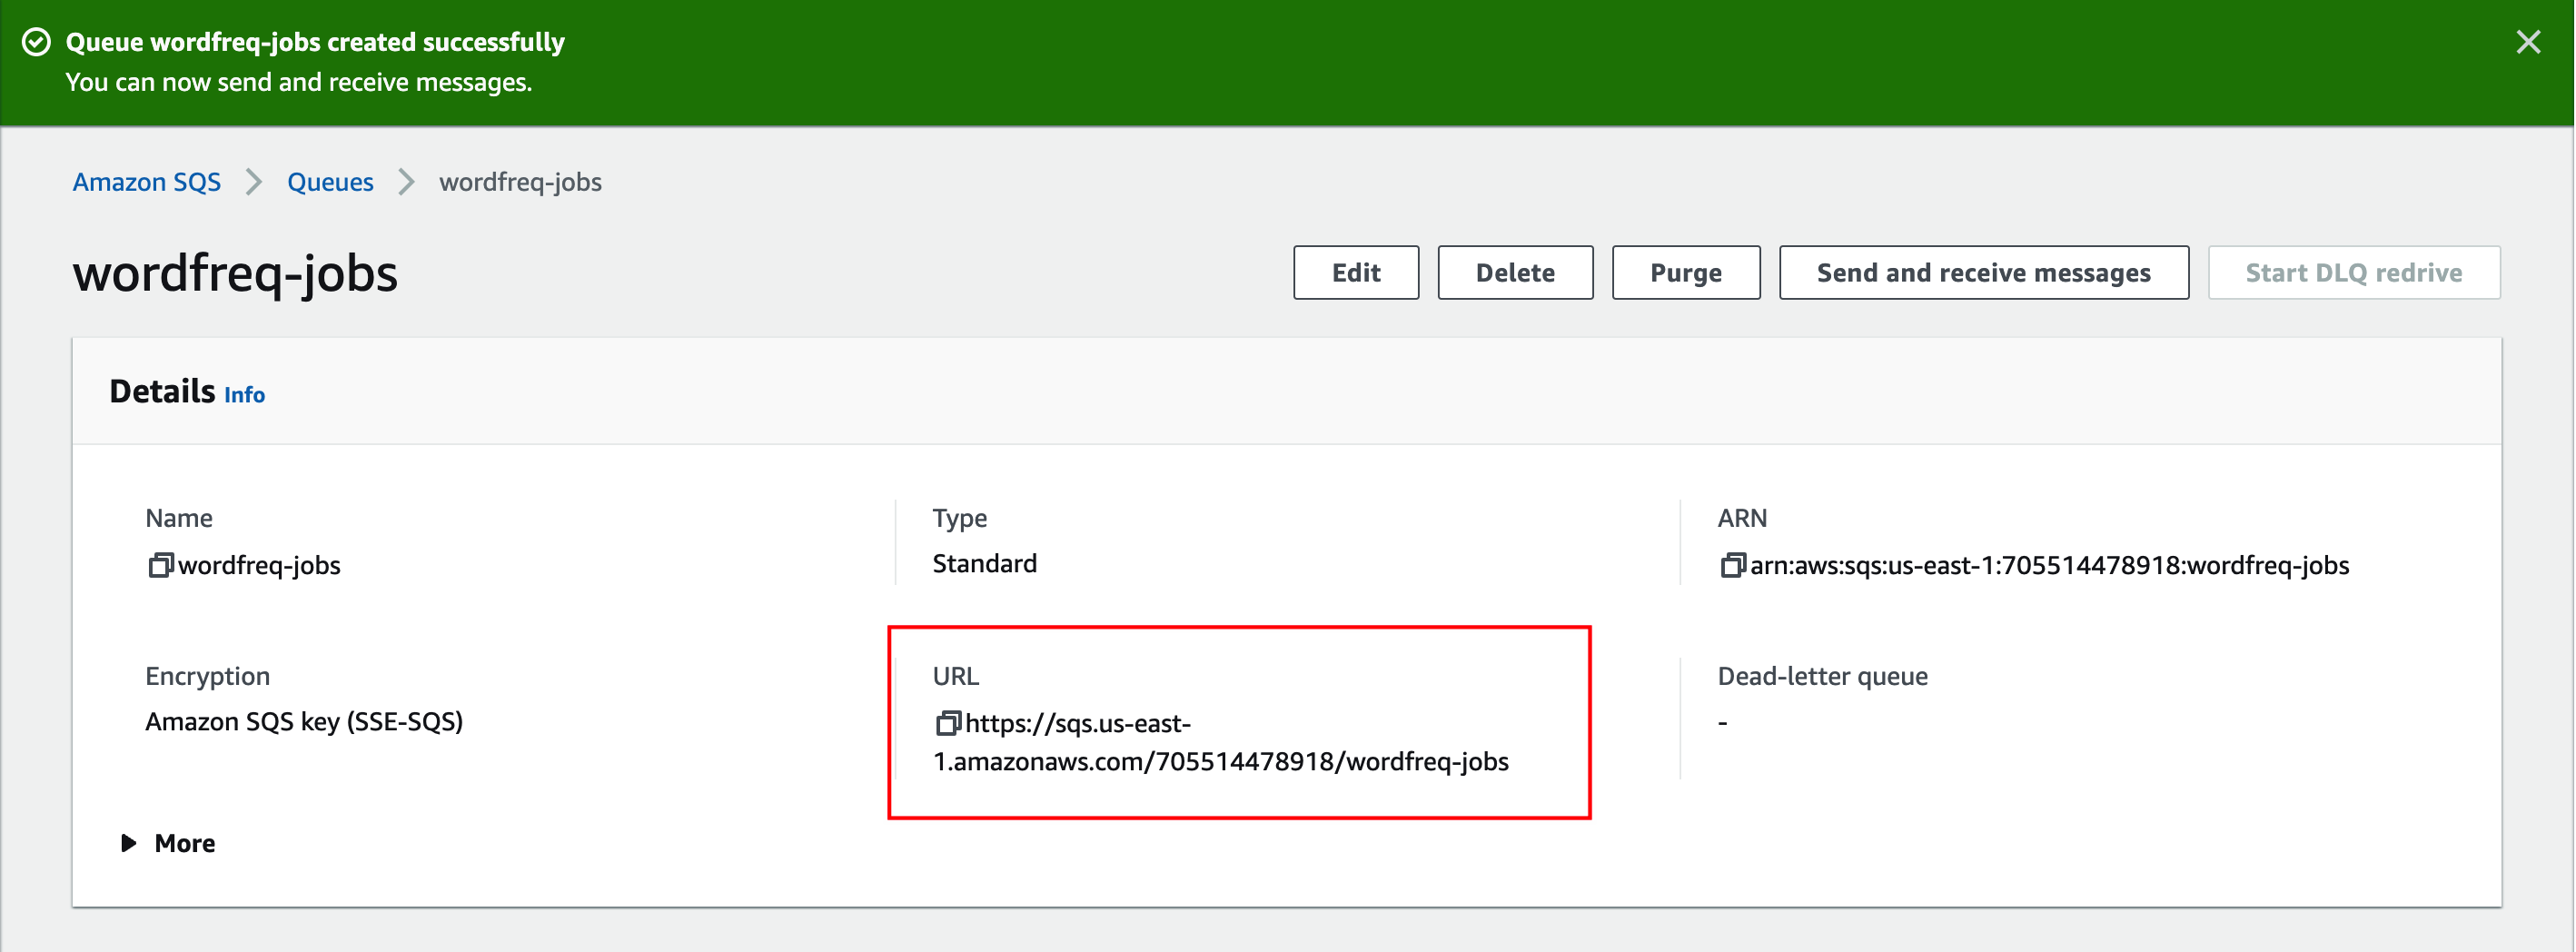 Queue wordfreq-jobs created successfully
You can now send and receive messages.
Amazon SQS > Queues > wordfreq-jobs
wordfreq-jobs
Edit
Delete
Purge
Send and receive messages
Start DLQ redrive
Details Info
Name
wordfreq-jobs
Type
Standard
ARN
arn:aws:sqs:us-east-1:705514478918:wordfreq-jobs
Encryption
Amazon SQS key (SSE-SQS)
URL
https://sqs.us-east-
1.amazonaws.com/705514478918/wordfreq-jobs
Dead-letter queue
-
More